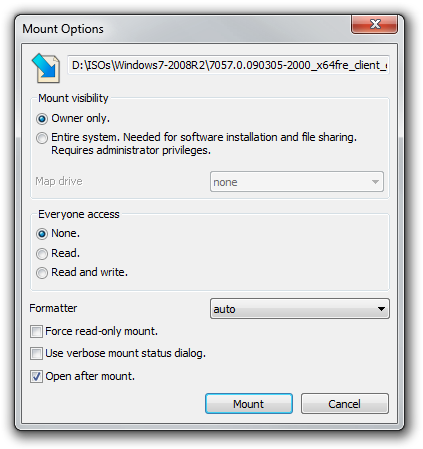 Mount Options
D:\ISOs\Windows7-2008R2\7057.0.090305-2000_x64fre_client_
Mount visibility
Owner only.
Entire system. Needed for software installation and file sharing.
Requires administrator privileges.
Map drive
none
Everyone access
None.
Read.
Read and write.
Formatter
auto
Force read-only mount.
Use verbose mount status dialog.
Open after mount.
Mount
Cancel